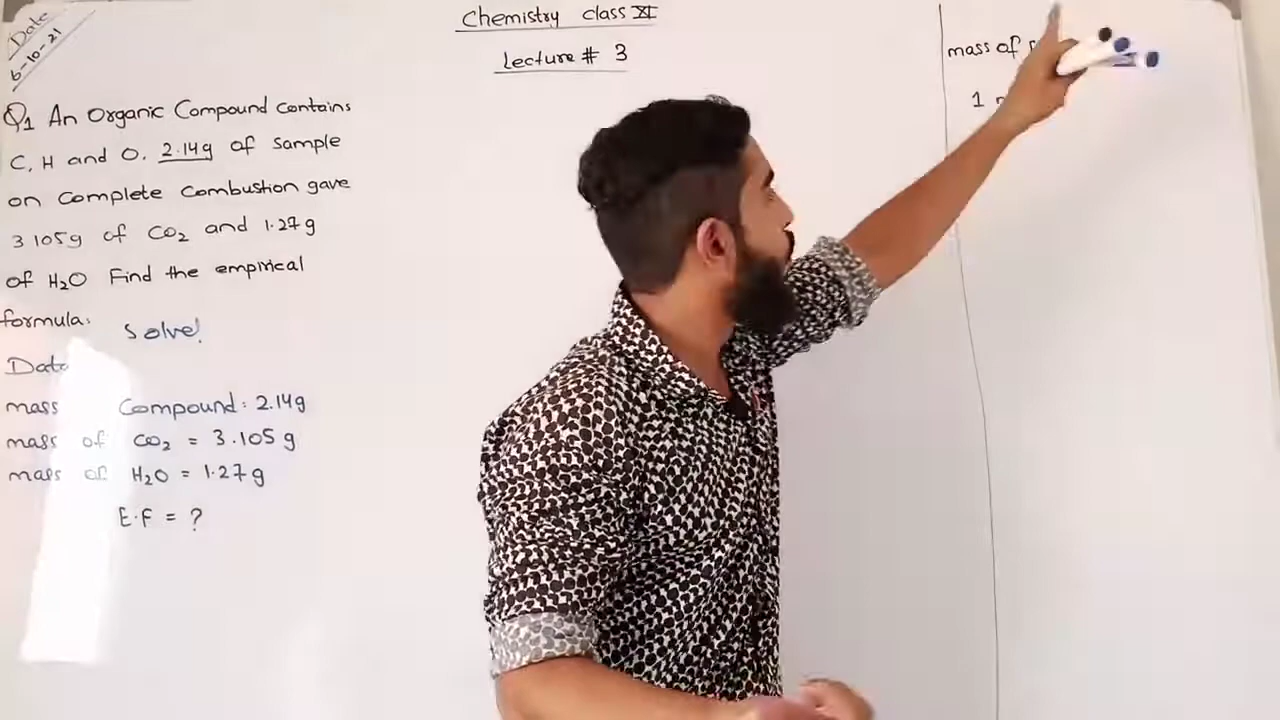 Date
6-10-21
Chemistry Class XI
Lecture # 3
Q1 An Organic Compound Contains
C, H and O. 2.14g of Sample
on Complete Combustion gave
3.105g of CO2 and 1.27g
of H2O Find the empirical
formula.
Solve!
Data
mass Compound: 2.14g
mass of CO2 = 3.105 g
mass of H2O = 1.27g
E.F = ?
mass of
1